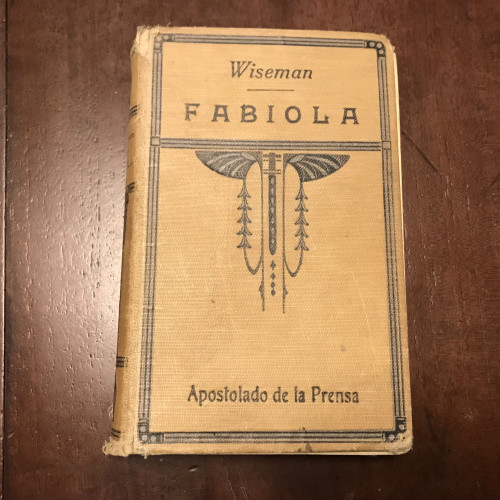 Wiseman
FABIOLA
Apostolado de la Prensa